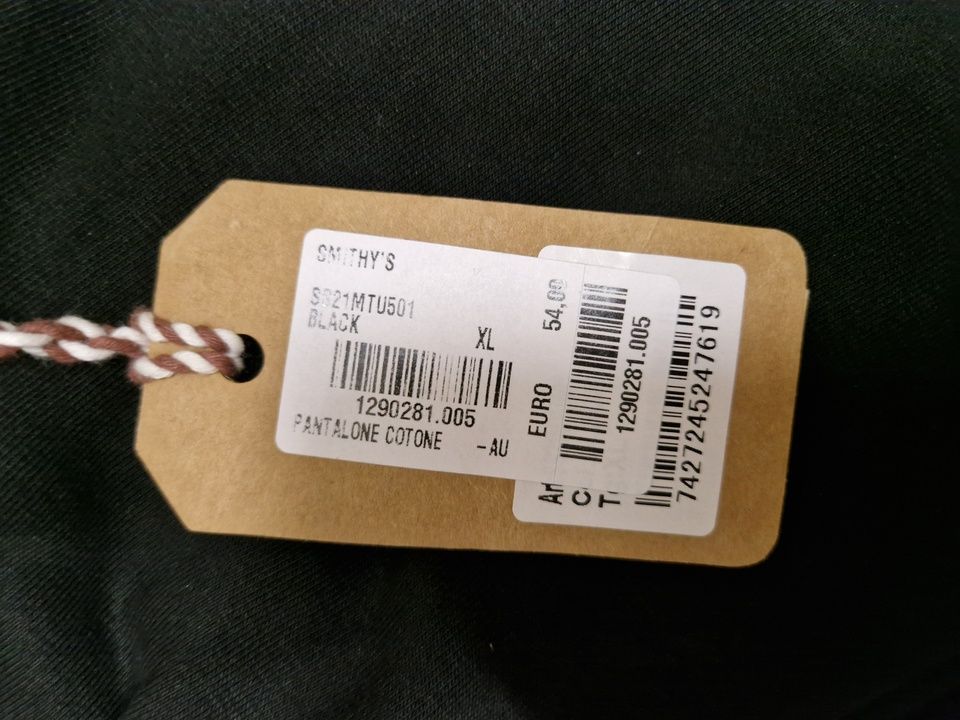 SMITHY'S
SS21MTU501
BLACK
XL
1290281.005
PANTALONE COTONE -AU
EURO 54,00
1290281.005
7427245247619